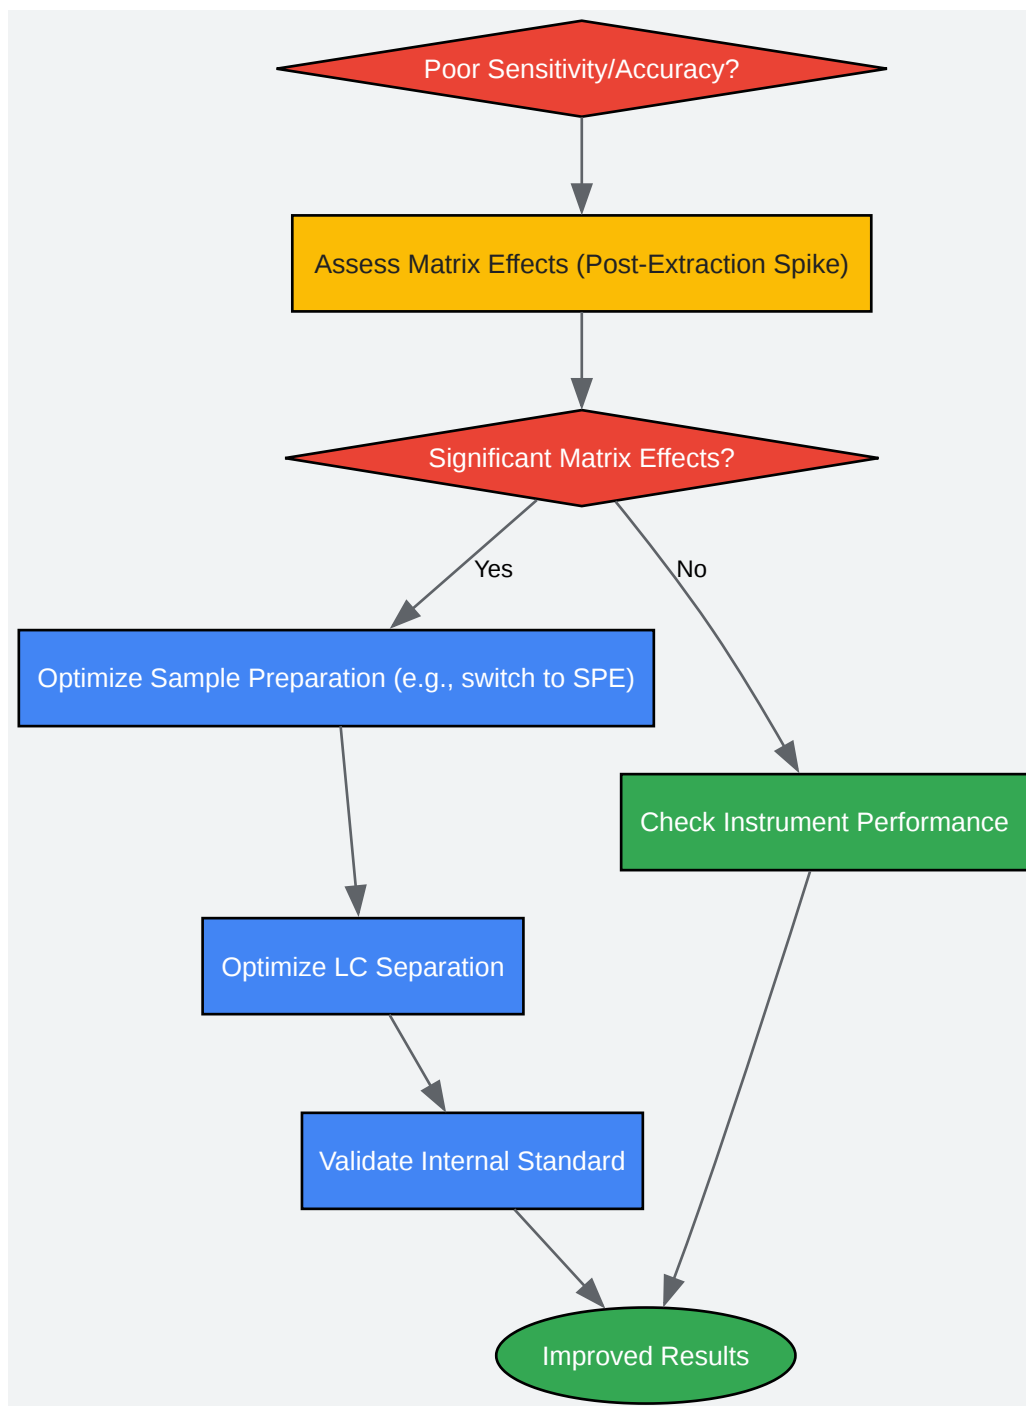 Poor Sensitivity/Accuracy?
Assess Matrix Effects (Post-Extraction Spike)
Significant Matrix Effects?
Yes
No
Optimize Sample Preparation (e.g., switch to SPE)
Check Instrument Performance
Optimize LC Separation
Validate Internal Standard
Improved Results